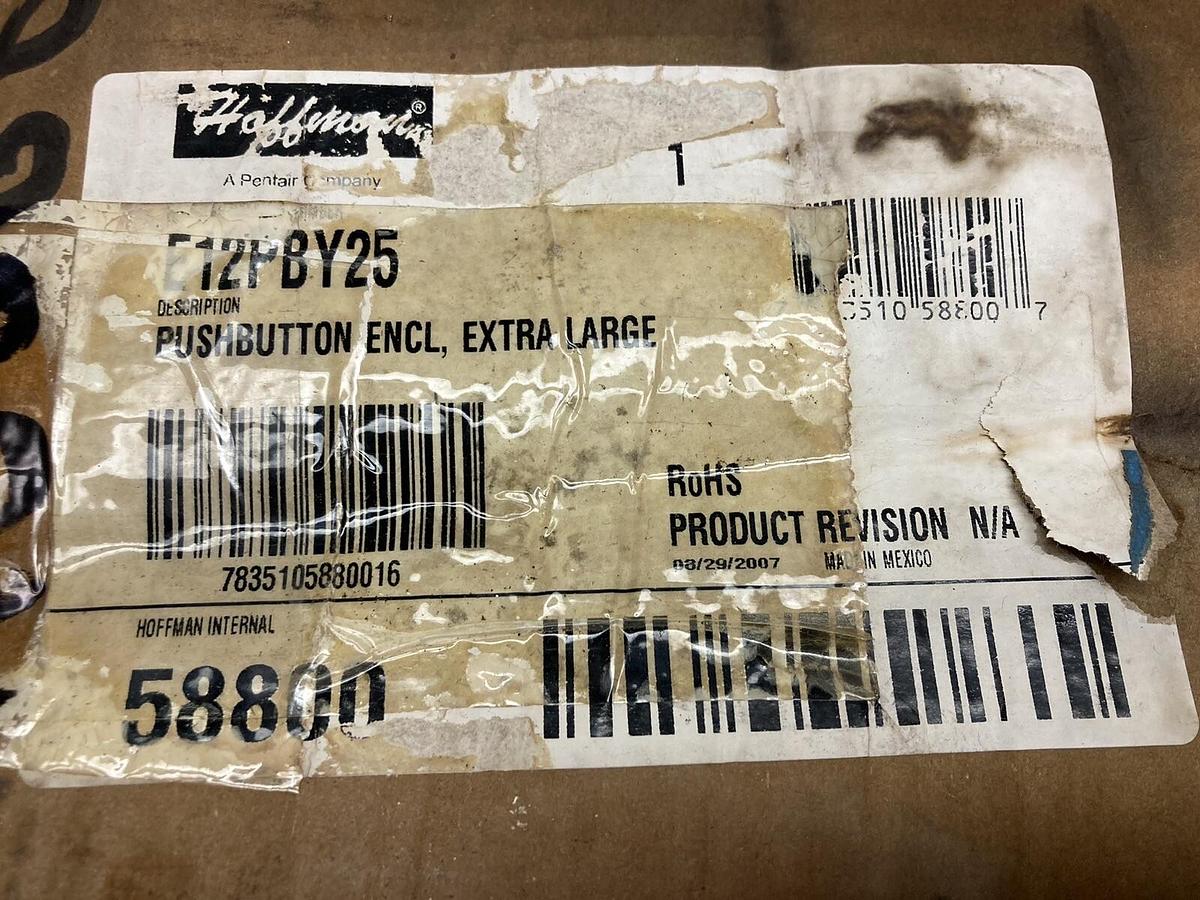 Hoffman®
A Pentair Company
1
E12PBY25
DESCRIPTION
PUSHBUTTON ENCL, EXTRA LARGE
3510 58800 7
7835105880016
RoHS
PRODUCT REVISION N/A
08/29/2007 MADE IN MEXICO
HOFFMAN INTERNAL
58800